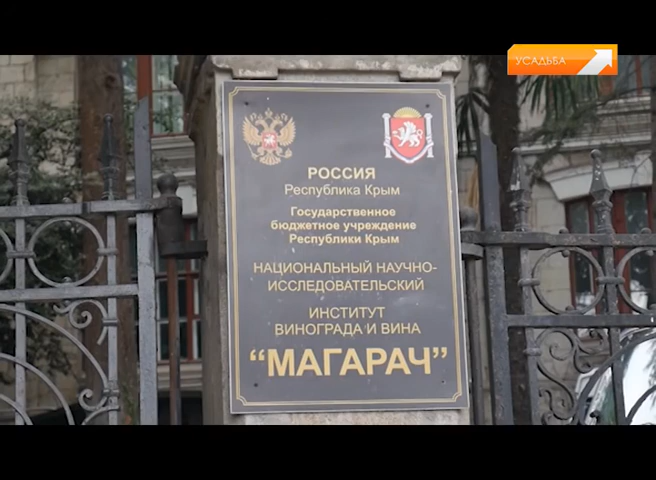 УСАДЬБА
РОССИЯ
Республика Крым
Государственное
бюджетное учреждение
Республики Крым
НАЦИОНАЛЬНЫЙ НАУЧНО-
ИССЛЕДОВАТЕЛЬСКИЙ
ИНСТИТУТ
ВИНОГРАДА И ВИНА
“МАГАРАЧ”